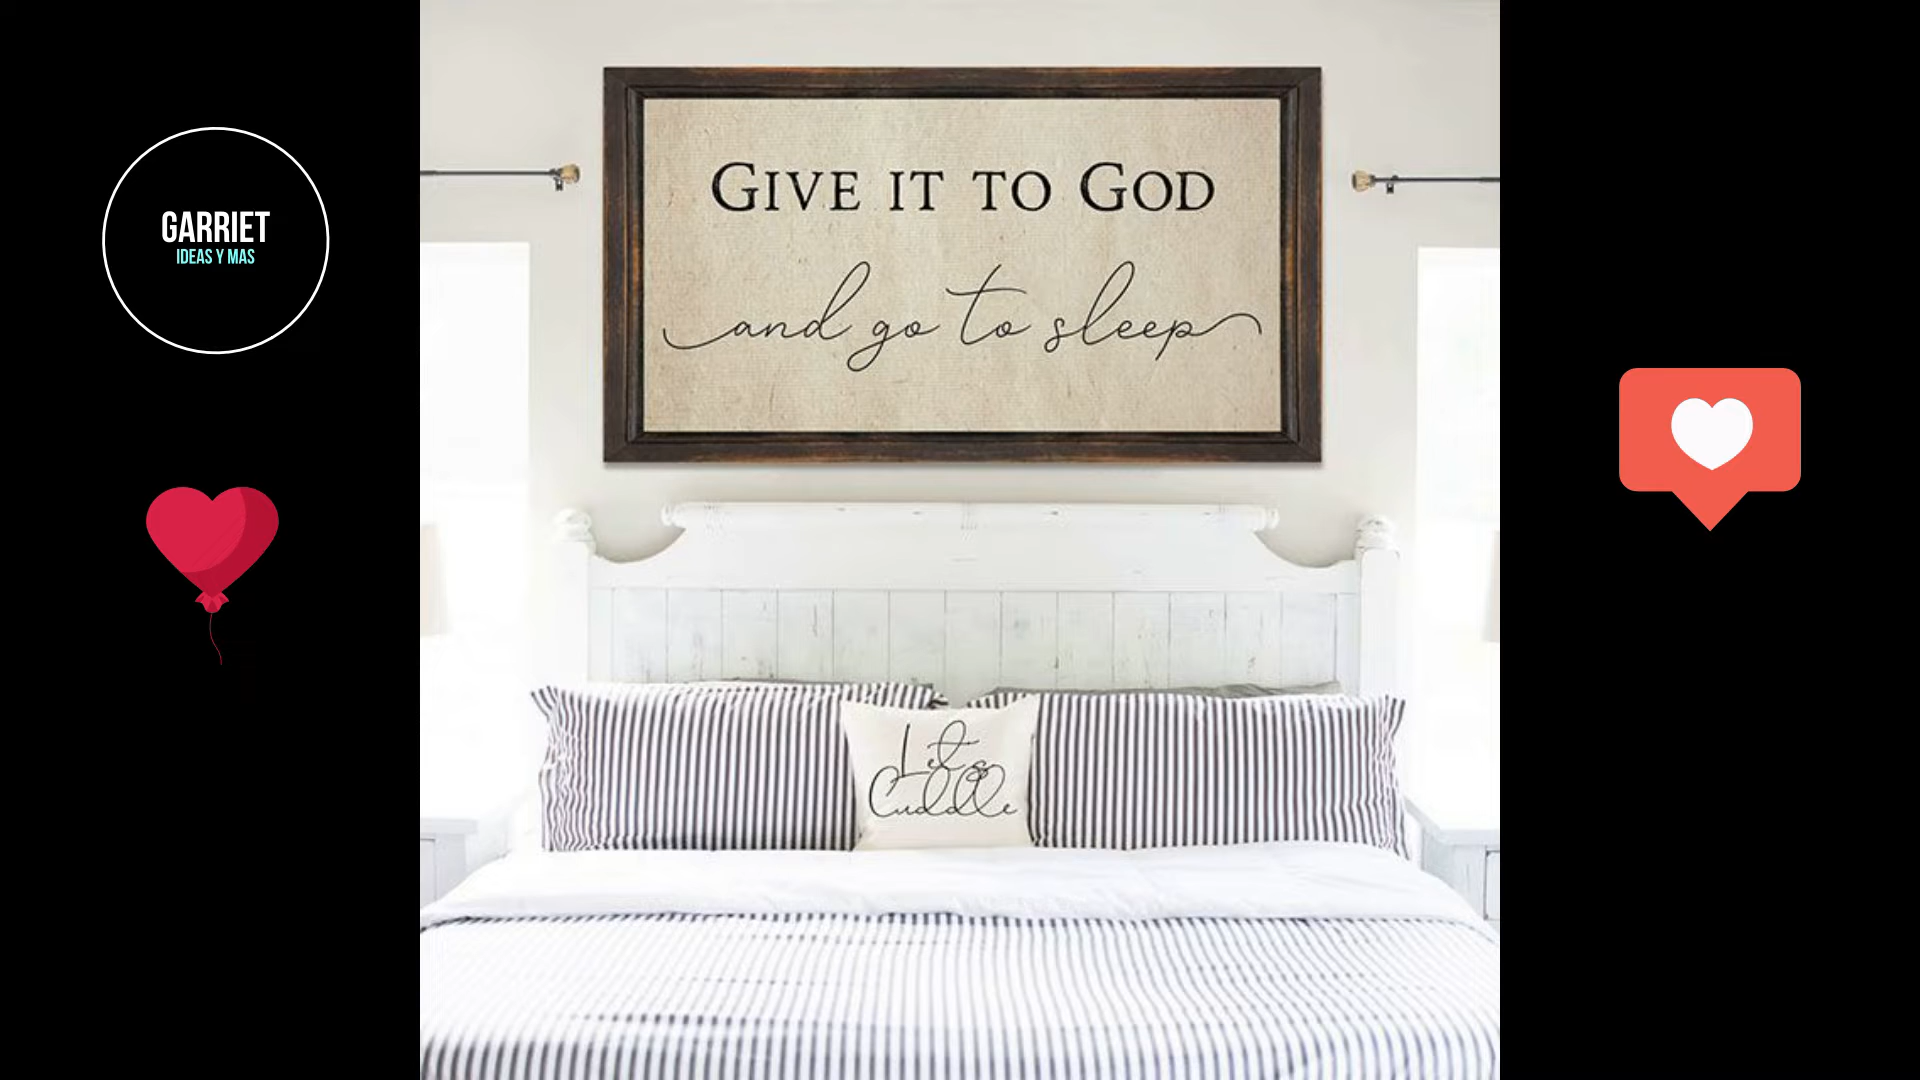 GARRIET
IDEAS Y MAS
GIVE IT TO GOD
and go to sleep
Let's
Cuddle